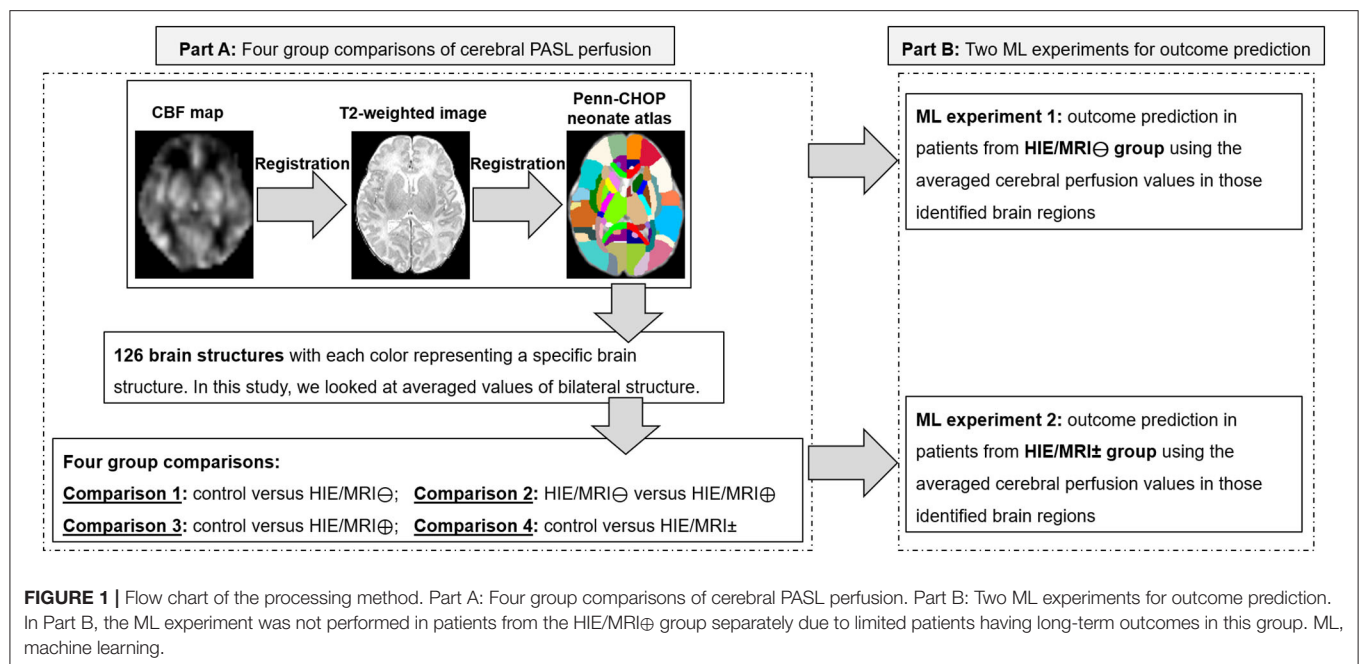 Part A: Four group comparisons of cerebral PASL perfusion
Part B: Two ML experiments for outcome prediction
CBF map
T2-weighted image
Penn-CHOP
neonate atlas
Registration
Registration
126 brain structures with each color representing a specific brain
structure. In this study, we looked at averaged values of bilateral structure.
Four group comparisons:
Comparison 1: control versus HIE/MRI⊖; Comparison 2: HIE/MRI⊖ versus HIE/MRI⊕
Comparison 3: control versus HIE/MRI⊕; Comparison 4: control versus HIE/MRI±
ML experiment 1: outcome prediction in
patients from HIE/MRI⊖ group using the
averaged cerebral perfusion values in those
identified brain regions
ML experiment 2: outcome prediction in
patients from HIE/MRI± group using the
averaged cerebral perfusion values in those
identified brain regions
FIGURE 1 | Flow chart of the processing method. Part A: Four group comparisons of cerebral PASL perfusion. Part B: Two ML experiments for outcome prediction.
In Part B, the ML experiment was not performed in patients from the HIE/MRI⊕ group separately due to limited patients having long-term outcomes in this group. ML,
machine learning.